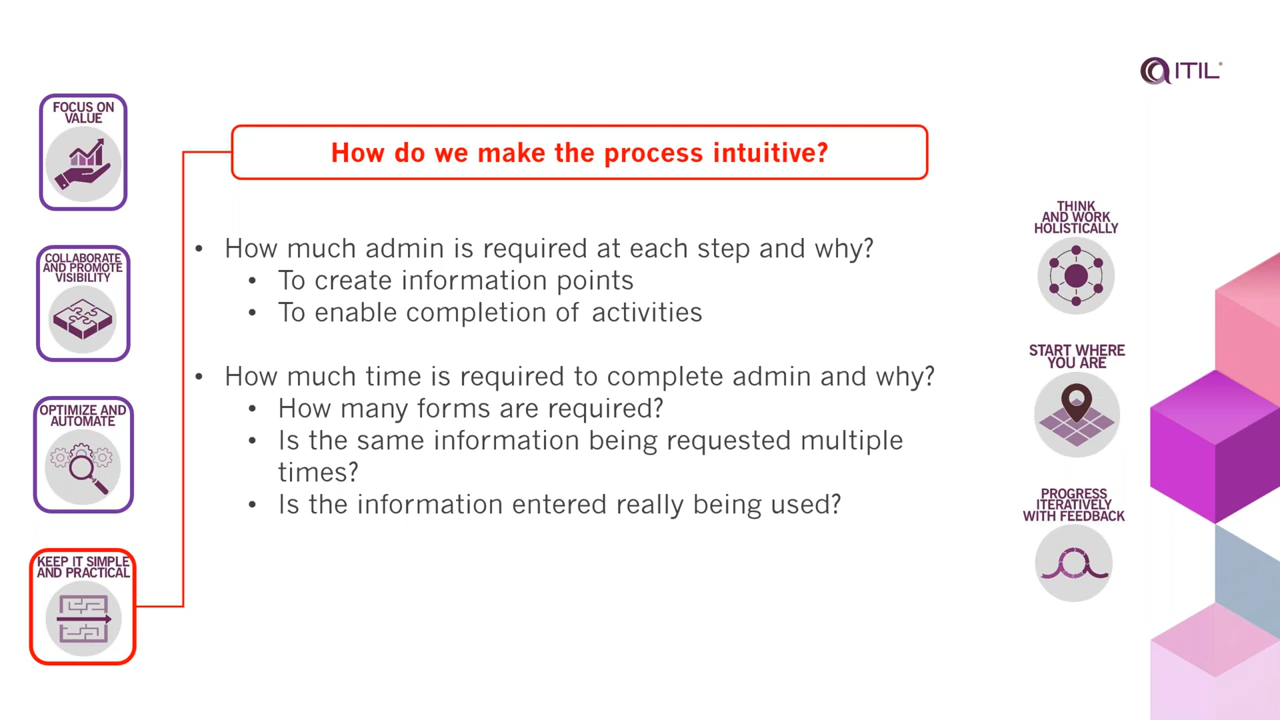 ITIL®
FOCUS ON
VALUE
How do we make the process intuitive?
COLLABORATE
AND PROMOTE
VISIBILITY
OPTIMIZE AND
AUTOMATE
KEEP IT SIMPLE
AND PRACTICAL
• How much admin is required at each step and why?
• To create information points
• To enable completion of activities
• How much time is required to complete admin and why?
• How many forms are required?
• Is the same information being requested multiple
times?
• Is the information entered really being used?
THINK
AND WORK
HOLISTICALLY
START WHERE
YOU ARE
PROGRESS
ITERATIVELY
WITH FEEDBACK